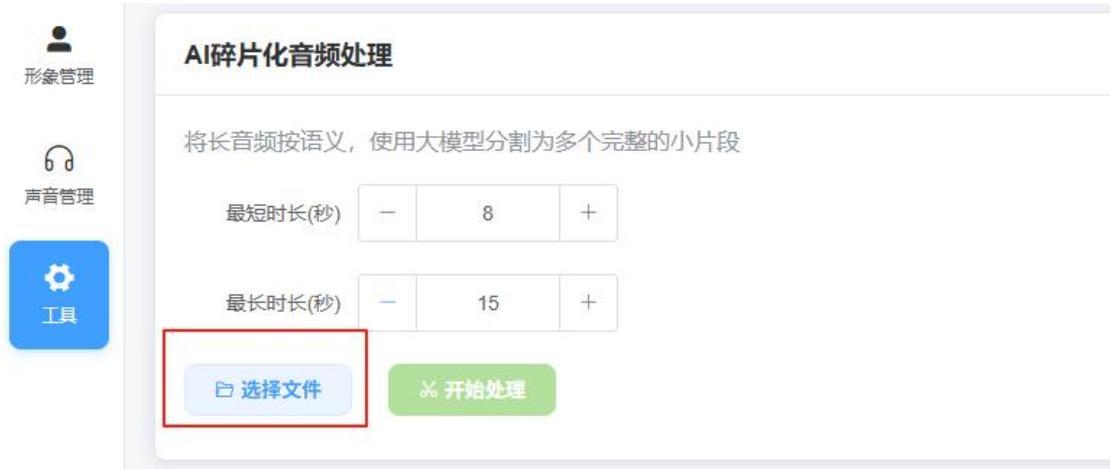 形象管理
声音管理
工具
AI碎片化音频处理
将长音频按语义，使用大模型分割为多个完整的小片段
最短时长(秒) − 8 +
最长时长(秒) − 15 +
选择文件 开始处理